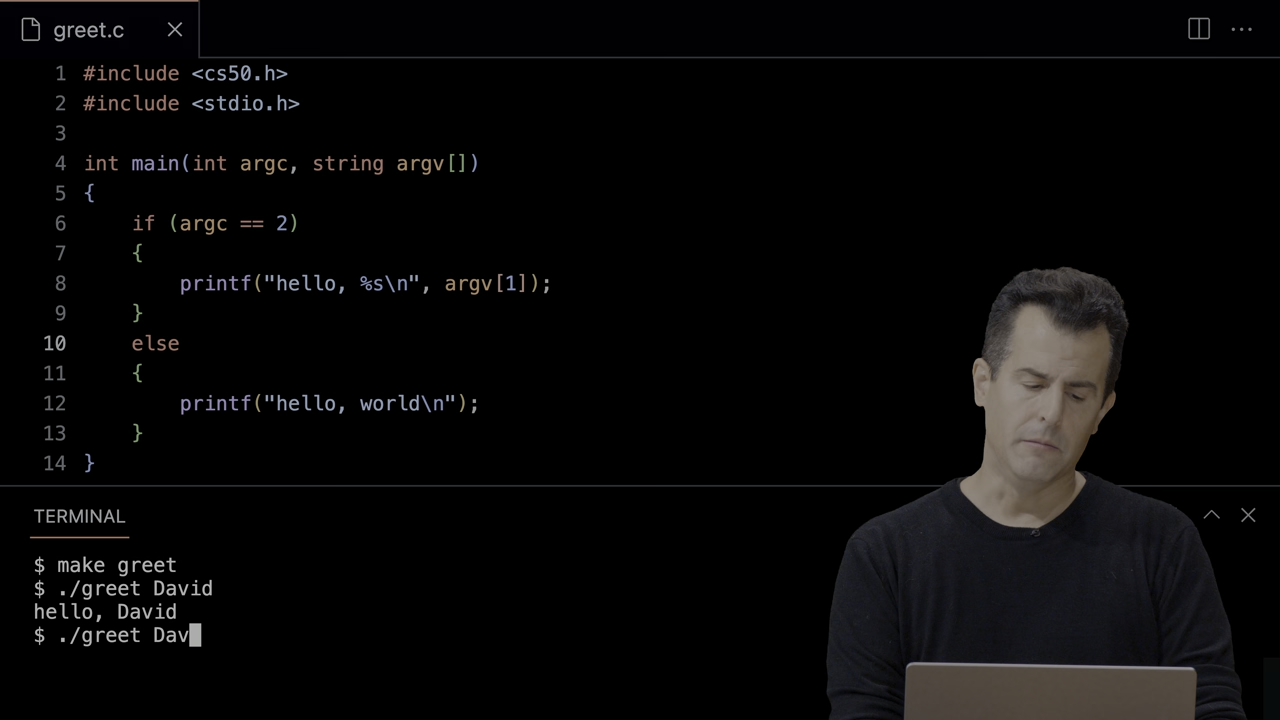 greet.c
1 #include <cs50.h>
2 #include <stdio.h>
3
4 int main(int argc, string argv[])
5 {
6     if (argc == 2)
7     {
8         printf("hello, %s\n", argv[1]);
9     }
10     else
11     {
12         printf("hello, world\n");
13     }
14 }
TERMINAL
$ make greet
$ ./greet David
hello, David
$ ./greet Dav